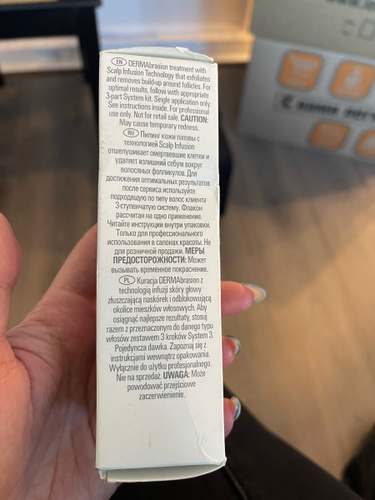 EN DERMAbrasion treatment with
Scalp Infusion Technology that exfoliates
and removes build-up around follicles. For
optimal results, follow with appropriate
3-part System kit. Single application only.
See instructions inside. For professional
use only. Not for retail sale. CAUTION:
May cause temporary redness.
RU Пилинг кожи головы с
технологией Scalp Infusion
отшелушивает омертвевшие клетки и
удаляет излишний себум вокруг
волосяных фолликулов. Для
достижения оптимальных результатов
после сервиса используйте
подходящую по типу волос клиента
3-ступенчатую систему. Флакон
рассчитан на одно применение.
Читайте инструкции внутри упаковки.
Только для профессионального
использования в салонах красоты. Не
для розничной продажи. МЕРЫ
ПРЕДОСТОРОЖНОСТИ: Может
вызывать временное покраснение.
PL Kuracja DERMAbrasion z
technologią infuzji skóry głowy
złuszczającą naskórek i odblokowującą
okolice mieszków włosowych. Aby
osiągnąć najlepsze rezultaty, stosuj
razem z przeznaczonym do danego typu
włosów zestawem 3 kroków System 3.
Pojedyncza dawka. Zapoznaj się z
instrukcjami wewnątrz opakowania.
Wyłącznie do użytku profesjonalnego.
Nie na sprzedaż. UWAGA: Może
powodować przejściowe
zaczerwienienie.